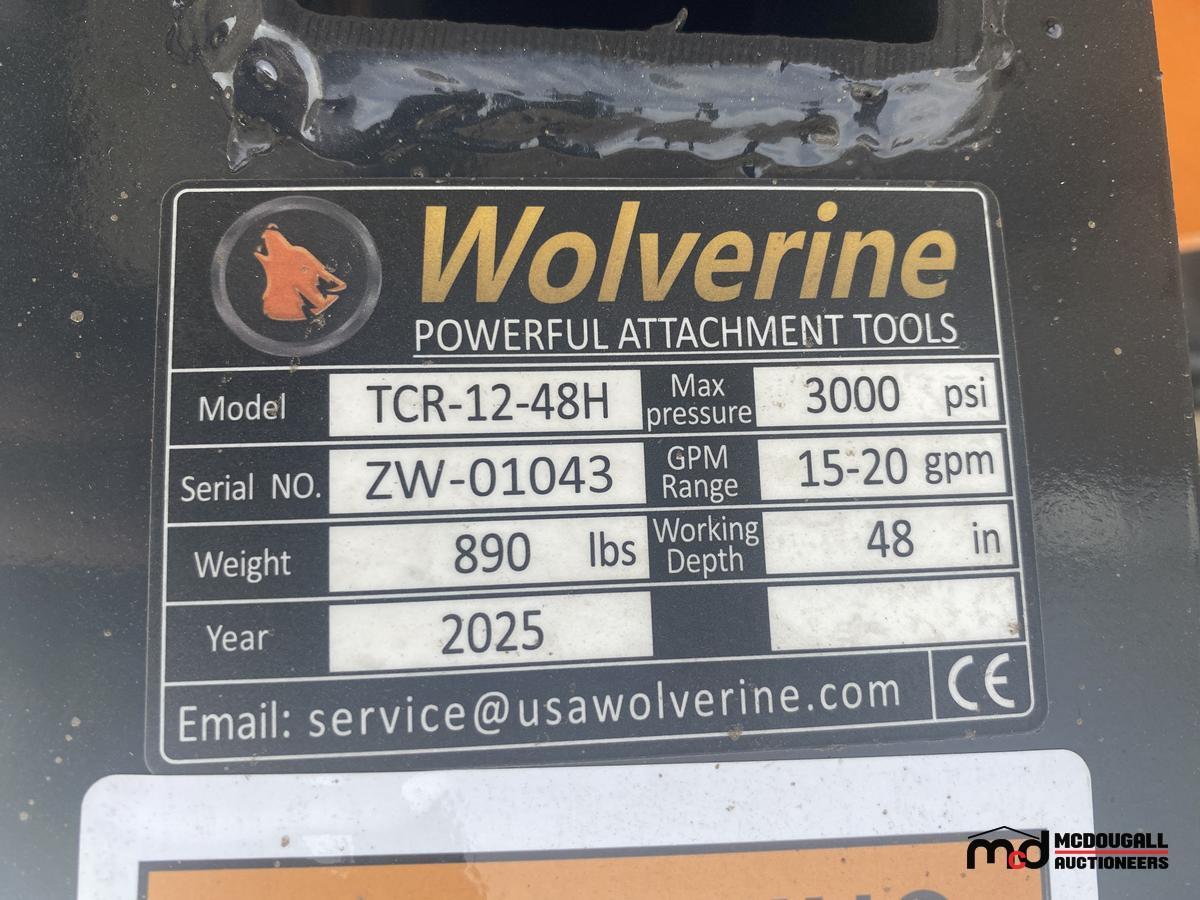 Wolverine
POWERFUL ATTACHMENT TOOLS
Model TCR-12-48H Max pressure 3000 psi
Serial NO. ZW-01043 GPM Range 15-20 gpm
Weight 890 lbs Working Depth 48 in
Year 2025
Email: service@usawolverine.com CE
mcd MCDOUGALL
AUCTIONEERS